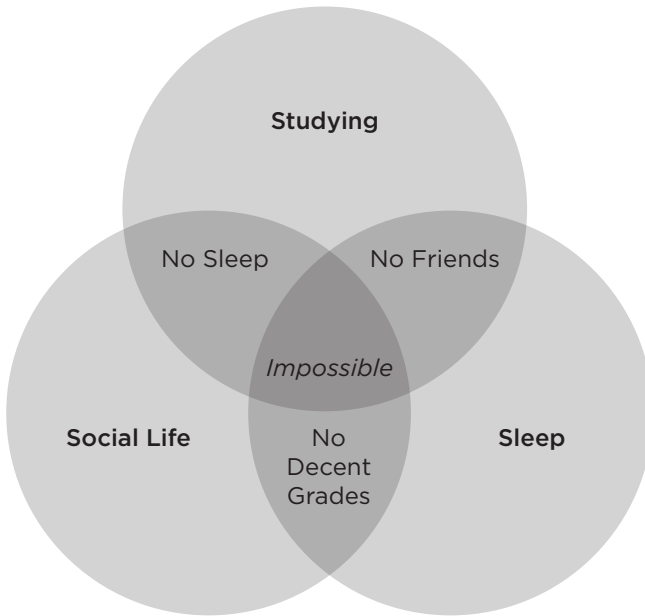 Studying
No Sleep
No Friends
Impossible
Social Life
No
Decent
Grades
Sleep